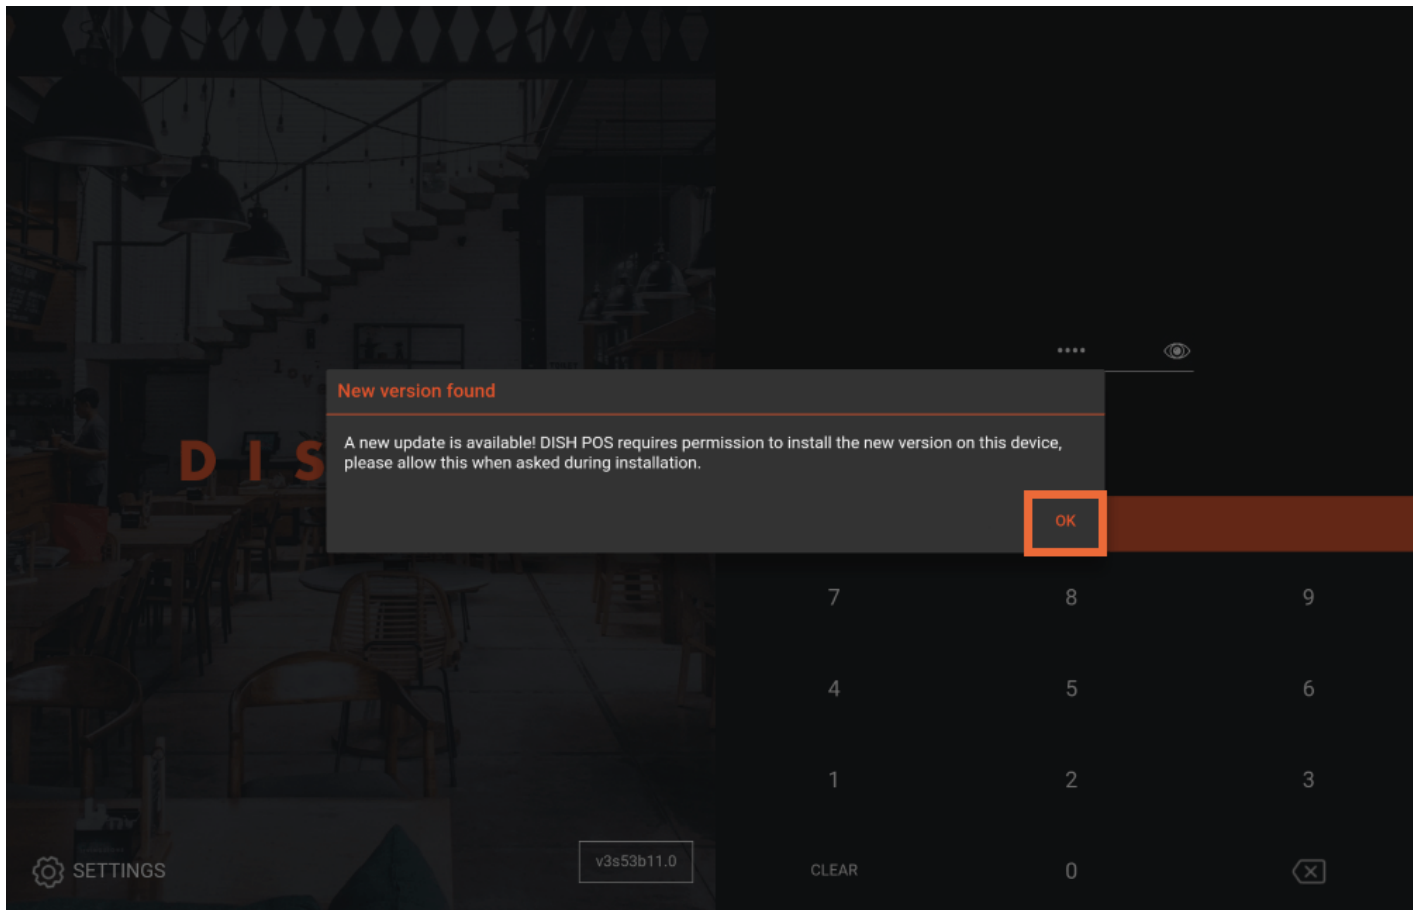 ••••
New version found
A new update is available! DISH POS requires permission to install the new version on this device,
please allow this when asked during installation.
DIS
OK
7 8 9
4 5 6
1 2 3
SETTINGS
v3s53b11.0
CLEAR 0